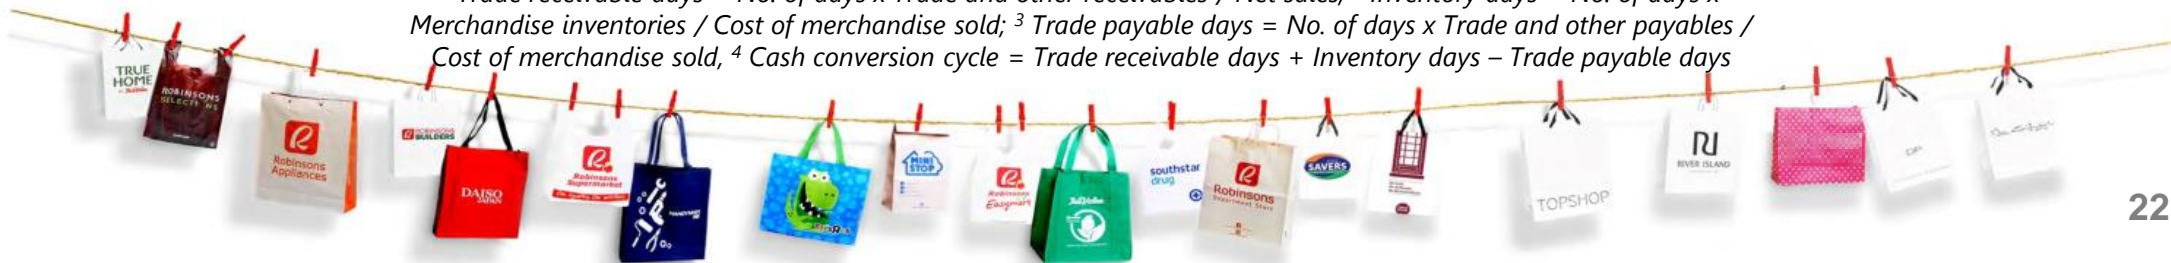 Merchandise inventories / Cost of merchandise sold; ³ Trade payable days = No. of days x Trade and other payables /
Cost of merchandise sold, ⁴ Cash conversion cycle = Trade receivable days + Inventory days – Trade payable days
TRUE
HOME
ROBINSONS
SELECTIONS
Robinsons
Appliances
ROBINSONS
BUILDERS
DAISO
JAPAN
Robinsons
Supermarket
HANDYMAN
MINI
STOP
Robinsons
Easymart
southstar
drug
Robinsons
Department Store
SAVERS
TOPSHOP
RIVER ISLAND
DP
22